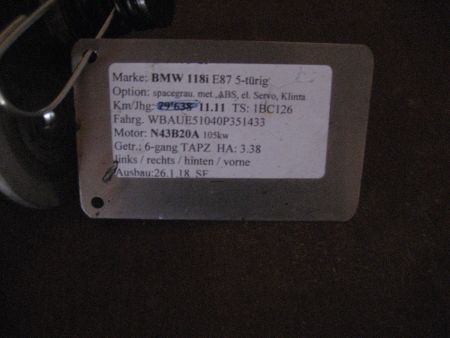 Marke: BMW 118i E87 5-türig
Option: spacegrau. met.,ABS, el. Servo, Klima
Km/Jhg: 29'638 11.11 TS: 1BC126
Fahrg. WBAUE51040P351433
Motor: N43B20A 105kw
Getr.: 6-gang TAPZ HA: 3.38
links / rechts / hinten / vorne
Ausbau:26.1.18 SF